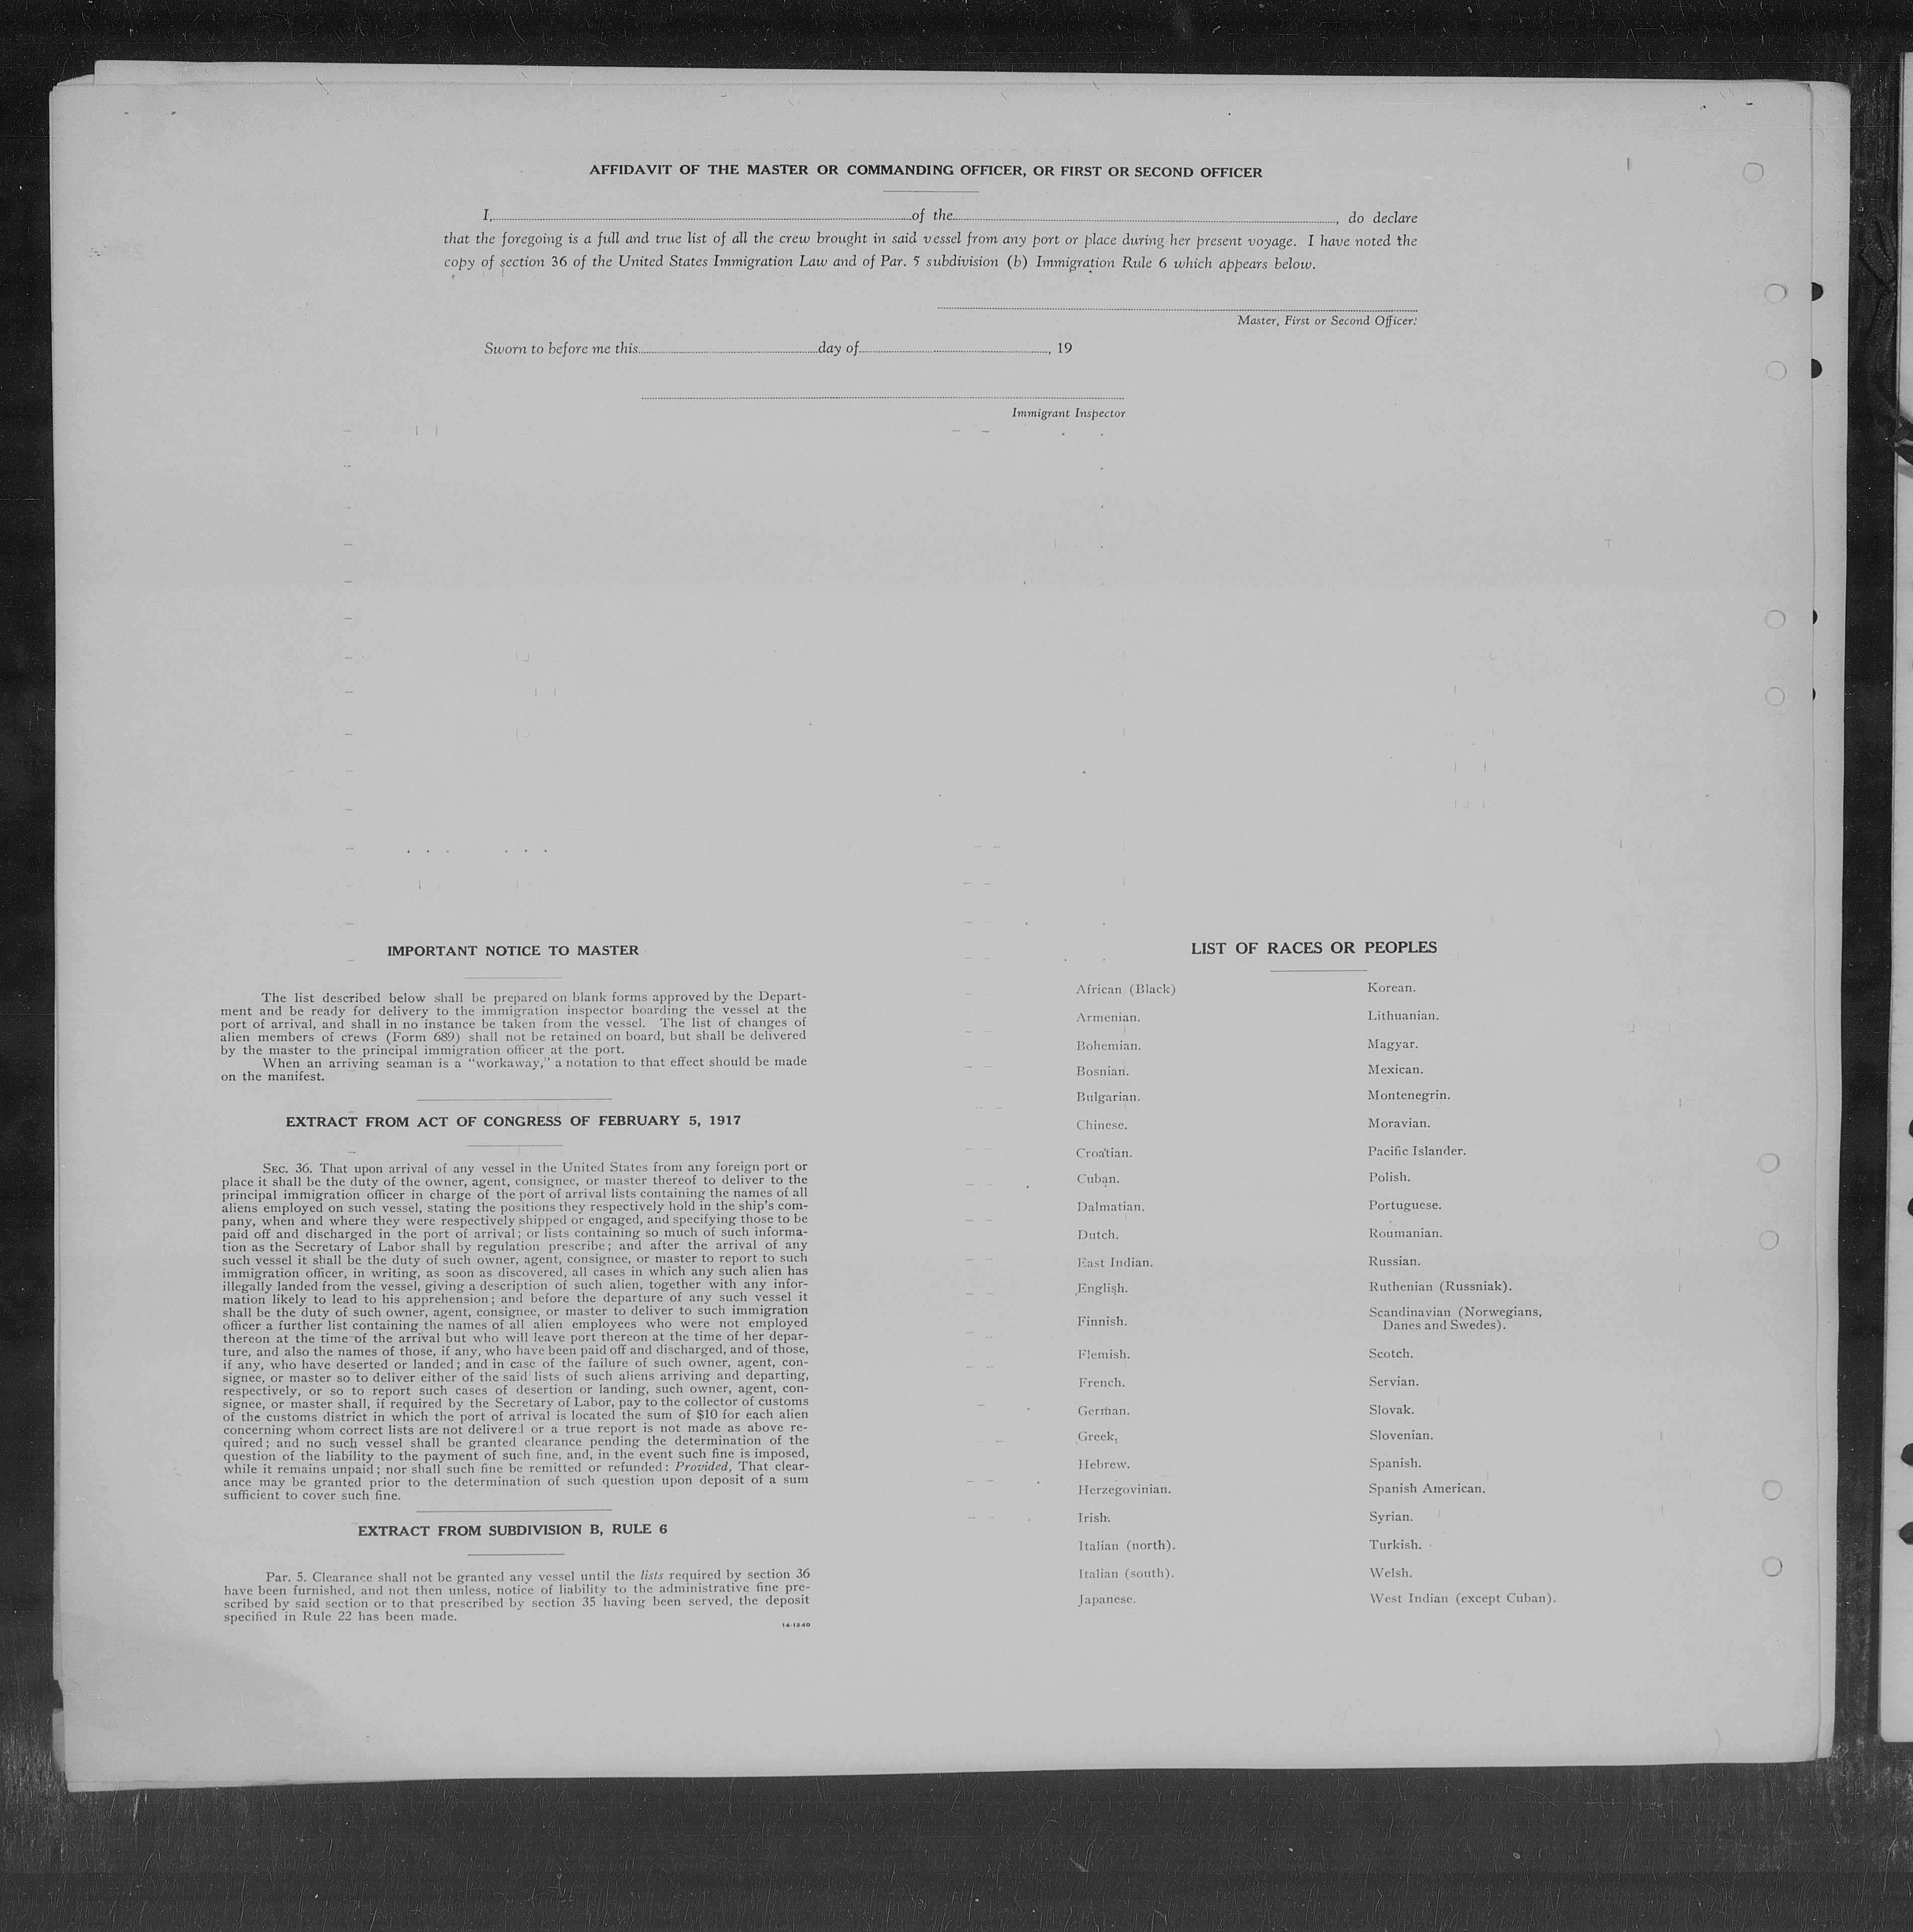 AFFIDAVIT OF THE MASTER OR COMMANDING OFFICER, OR FIRST OR SECOND OFFICER
I, of the , do declare
that the foregoing is a full and true list of all the crew brought in said vessel from any port or place during her present voyage. I have noted the
copy of section 36 of the United States Immigration Law and of Par. 5 subdivision (b) Immigration Rule 6 which appears below.
Master, First or Second Officer.
Sworn to before me this day of , 19
Immigrant Inspector
IMPORTANT NOTICE TO MASTER
The list described below shall be prepared on blank forms approved by the Depart-
ment and be ready for delivery to the immigration inspector boarding the vessel at the
port of arrival, and shall in no instance be taken from the vessel. The list of changes of
alien members of crews (Form 689) shall not be retained on board, but shall be delivered
by the master to the principal immigration officer at the port.
When an arriving seaman is a "workaway," a notation to that effect should be made
on the manifest.
EXTRACT FROM ACT OF CONGRESS OF FEBRUARY 5, 1917
SEC. 36. That upon arrival of any vessel in the United States from any foreign port or
place it shall be the duty of the owner, agent, consignee, or master thereof to deliver to the
principal immigration officer in charge of the port of arrival lists containing the names of all
aliens employed on such vessel, stating the positions they respectively hold in the ship's com-
pany, when and where they were respectively shipped or engaged, and specifying those to be
paid off and discharged in the port of arrival; or lists containing so much of such informa-
tion as the Secretary of Labor shall by regulation prescribe; and after the arrival of any
such vessel it shall be the duty of such owner, agent, consignee, or master to report to such
immigration officer, in writing, as soon as discovered, all cases in which any such alien has
illegally landed from the vessel, giving a description of such alien, together with any infor-
mation likely to lead to his apprehension; and before the departure of any such vessel it
shall be the duty of such owner, agent, consignee, or master to deliver to such immigration
officer a further list containing the names of all alien employees who were not employed
thereon at the time of the arrival but who will leave port thereon at the time of her depar-
ture, and also the names of those, if any, who have been paid off and discharged, and of those,
if any, who have deserted or landed; and in case of the failure of such owner, agent, con-
signee, or master so to deliver either of the said lists of such aliens arriving and departing,
respectively, or so to report such cases of desertion or landing, such owner, agent, con-
signee, or master shall, if required by the Secretary of Labor, pay to the collector of customs
of the customs district in which the port of arrival is located the sum of $10 for each alien
concerning whom correct lists are not delivered or a true report is not made as above re-
quired; and no such vessel shall be granted clearance pending the determination of the
question of the liability to the payment of such fine, and, in the event such fine is imposed,
while it remains unpaid; nor shall such fine be remitted or refunded: Provided, That clear-
ance may be granted prior to the determination of such question upon deposit of a sum
sufficient to cover such fine.
EXTRACT FROM SUBDIVISION B, RULE 6
Par. 5. Clearance shall not be granted any vessel until the lists required by section 36
have been furnished, and not then unless, notice of liability to the administrative fine pre-
scribed by said section or to that prescribed by section 35 having been served, the deposit
specified in Rule 22 has been made.
14-1240
LIST OF RACES OR PEOPLES
African (Black)
Armenian.
Bohemian.
Bosnian.
Bulgarian.
Chinese.
Croatian.
Cuban.
Dalmatian.
Dutch.
East Indian.
English.
Finnish.
Flemish.
French.
German.
Greek.
Hebrew.
Herzegovinian.
Irish.
Italian (north).
Italian (south).
Japanese.
Korean.
Lithuanian.
Magyar.
Mexican.
Montenegrin.
Moravian.
Pacific Islander.
Polish.
Portuguese.
Roumanian.
Russian.
Ruthenian (Russniak).
Scandinavian (Norwegians,
Danes and Swedes).
Scotch.
Servian.
Slovak.
Slovenian.
Spanish.
Spanish American.
Syrian.
Turkish.
Welsh.
West Indian (except Cuban).